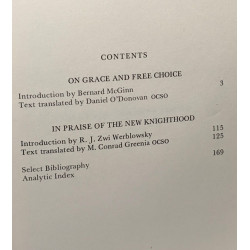 CONTENTS
ON GRACE AND FREE CHOICE
Introduction by Bernard McGinn 3
Text translated by Daniel O'Donovan OCSO
IN PRAISE OF THE NEW KNIGHTHOOD
Introduction by R. J. Zwi Werblowsky 115
Text translated by M. Conrad Greenia OCSO 125
Select Bibliography 169
Analytic Index